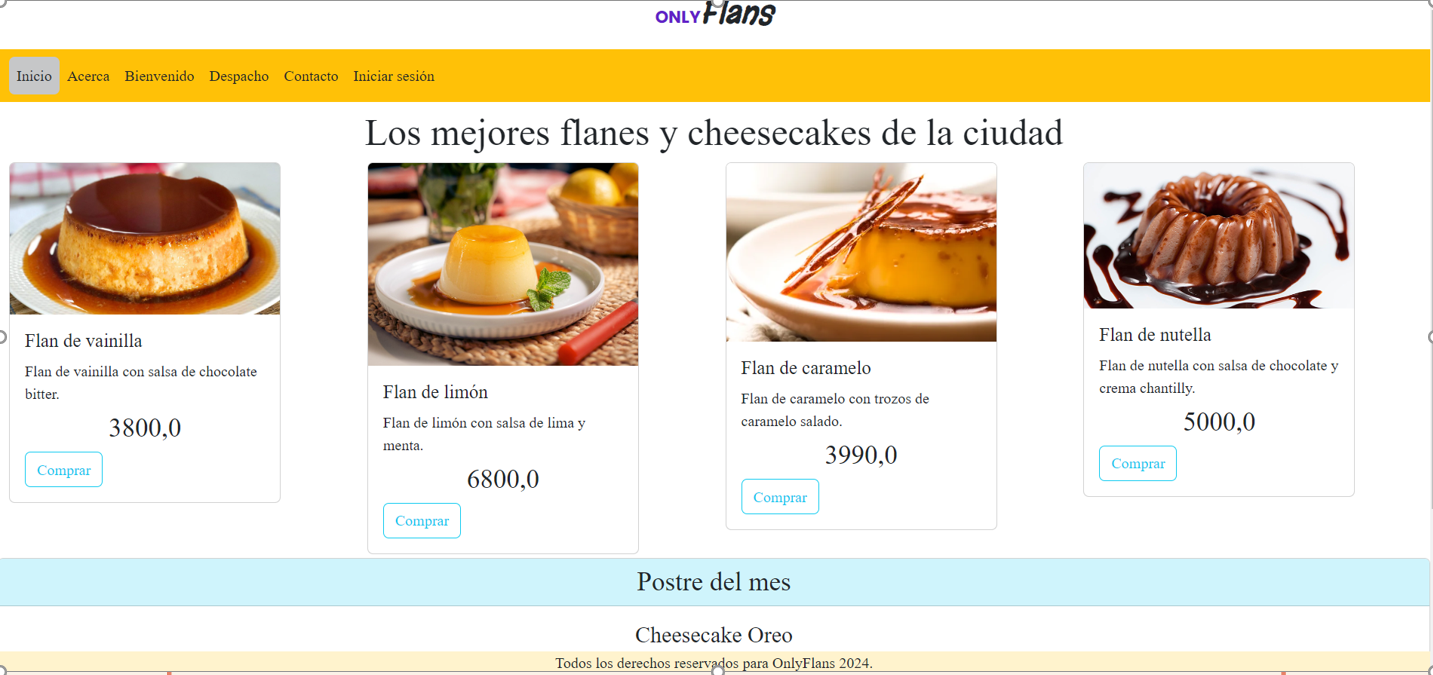 ONLY Flans
Inicio Acerca Bienvenido Despacho Contacto Iniciar sesión
Los mejores flanes y cheesecakes de la ciudad
Flan de vainilla
Flan de vainilla con salsa de chocolate
bitter.
3800,0
Comprar
Flan de limón
Flan de limón con salsa de lima y
menta.
6800,0
Comprar
Flan de caramelo
Flan de caramelo con trozos de
caramelo salado.
3990,0
Comprar
Flan de nutella
Flan de nutella con salsa de chocolate y
crema chantilly.
5000,0
Comprar
Postre del mes
Cheesecake Oreo
Todos los derechos reservados para OnlyFlans 2024.